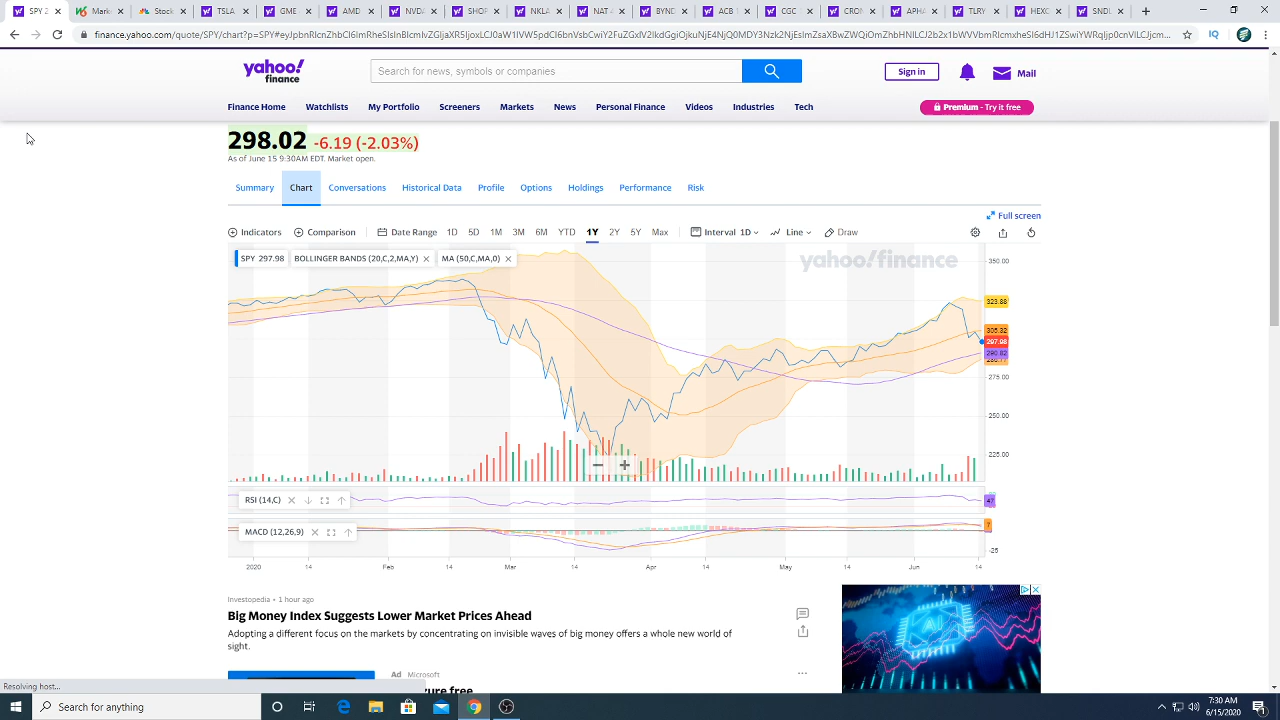 SPY 2
Mark
Stock
TSLA
GME
AMD
NVD
SHOP
NKLA
NAT
BYND
ACB
CGC
CRON
APHA
TLRY
HEXO
SNDL
yahoo!
finance
Search for news, symbols or companies
Sign in
Mail
Finance Home Watchlists My Portfolio Screeners Markets News Personal Finance Videos Industries Tech
Premium - Try it free
298.02 -6.19 (-2.03%)
As of June 15 9:30AM EDT. Market open.
Summary Chart Conversations Historical Data Profile Options Holdings Performance Risk
Full screen
Indicators Comparison Date Range 1D 5D 1M 3M 6M YTD 1Y 2Y 5Y Max Interval 1D Line Draw
SPY 297.98 BOLLINGER BANDS (20,C,2,MA,Y) MA (50,C,MA,0)
yahoo!finance
350.00
323.88
305.32
297.98
290.82
275.00
250.00
225.00
RSI (14,C)
47
MACD (12,26,9)
7
-25
2020 14 Feb 14 Mar 14 Apr 14 May 14 Jun 14
Investopedia • 1 hour ago
Big Money Index Suggests Lower Market Prices Ahead
Adopting a different focus on the markets by concentrating on invisible waves of big money offers a whole new world of
sight.
AI
Ad Microsoft
zure free
Resolving host...
Type here to search for anything
7:30 AM
6/15/2020